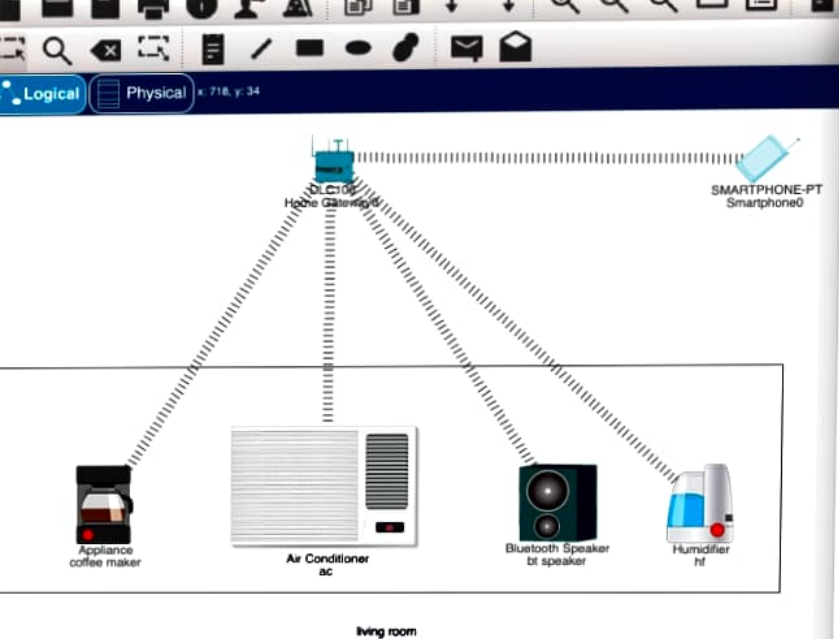 Logical
Physical
x: 718, y: 34
DLC100
Home Gateway0
SMARTPHONE-PT
Smartphone0
Appliance
coffee maker
Air Conditioner
ac
Bluetooth Speaker
bt speaker
Humidifier
hf
living room